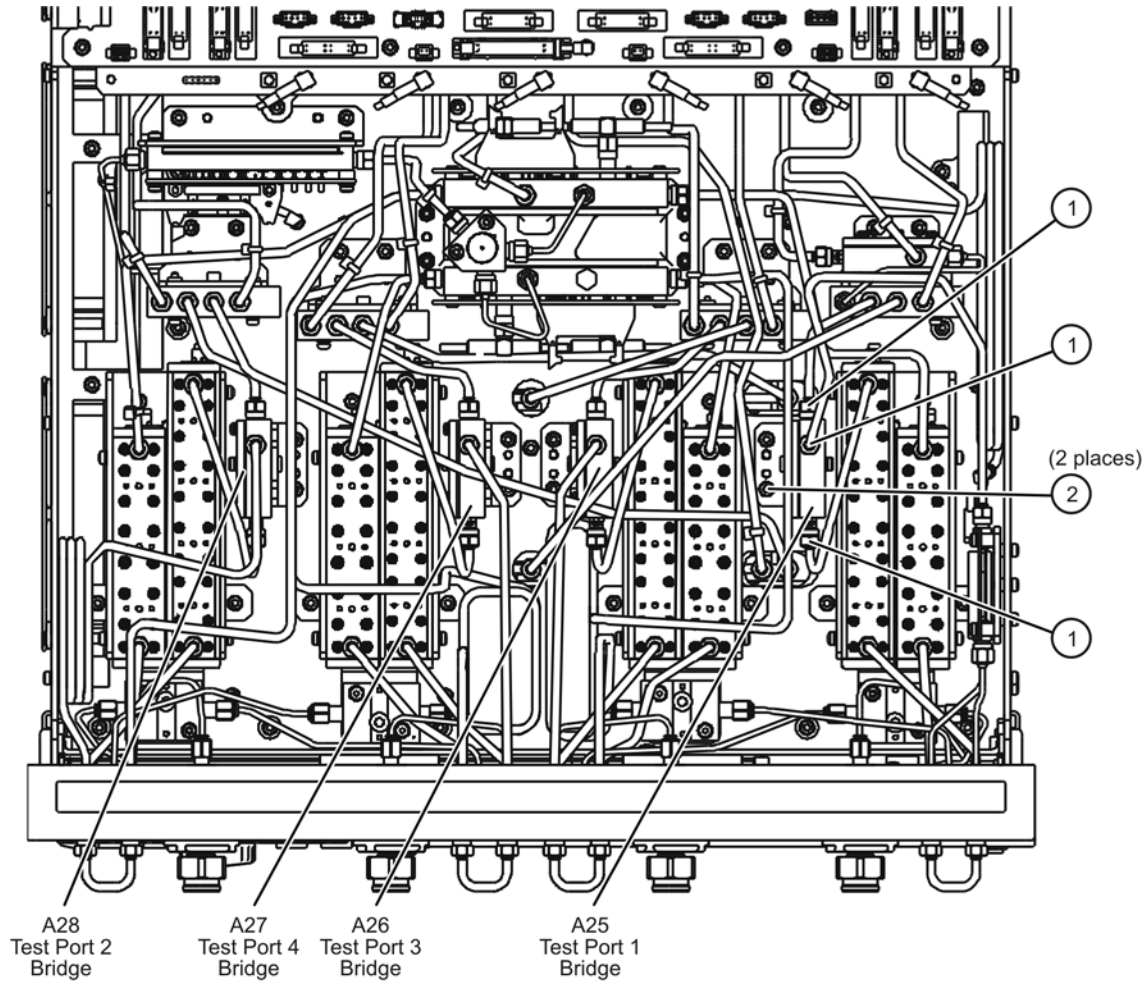 1
1
(2 places)
2
1
A28
Test Port 2
Bridge
A27
Test Port 4
Bridge
A26
Test Port 3
Bridge
A25
Test Port 1
Bridge